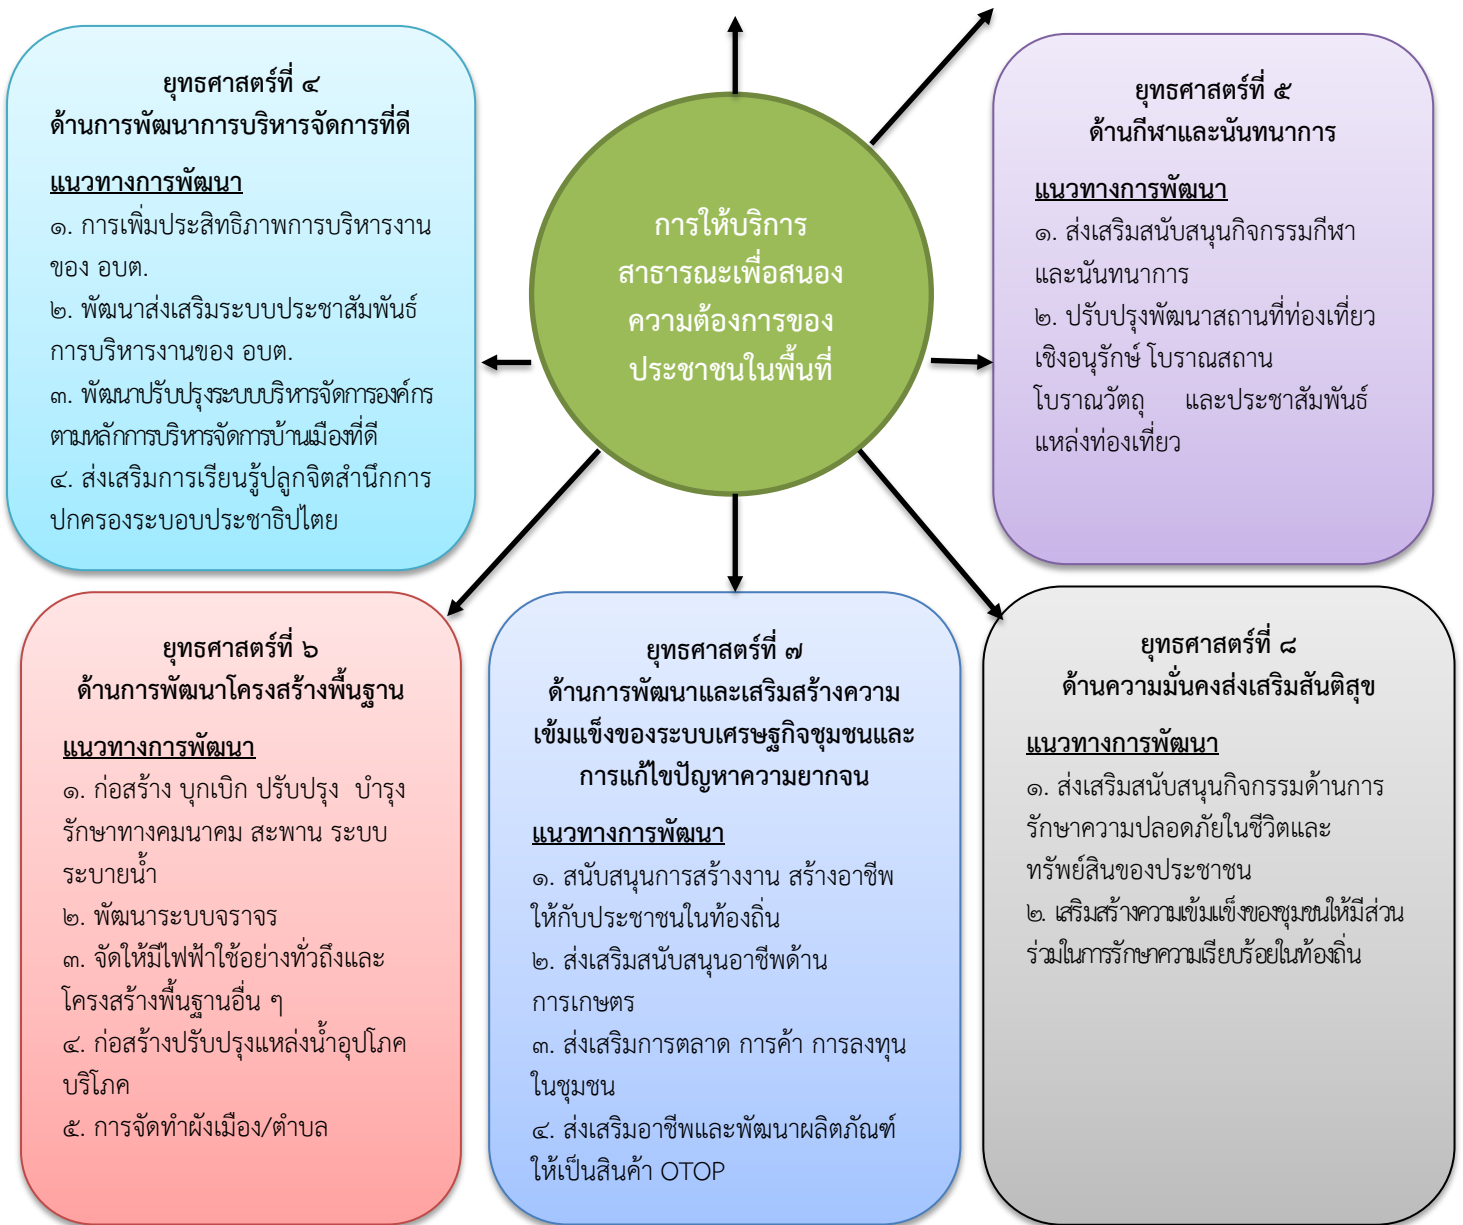 ยุทธศาสตร์ที่ ๔
ด้านการพัฒนาการบริหารจัดการที่ดี
แนวทางการพัฒนา
๑. การเพิ่มประสิทธิภาพการบริหารงาน
ของ อบต.
๒. พัฒนาส่งเสริมระบบประชาสัมพันธ์
การบริหารงานของ อบต.
๓. พัฒนาปรับปรุงระบบบริหารจัดการองค์กร
ตามหลักการบริหารจัดการบ้านเมืองที่ดี
๔. ส่งเสริมการเรียนรู้ปลูกจิตสำนึกการ
ปกครองระบอบประชาธิปไตย
การให้บริการ
สาธารณะเพื่อสนอง
ความต้องการของ
ประชาชนในพื้นที่
ยุทธศาสตร์ที่ ๕
ด้านกีฬาและนันทนาการ
แนวทางการพัฒนา
๑. ส่งเสริมสนับสนุนกิจกรรมกีฬา
และนันทนาการ
๒. ปรับปรุงพัฒนาสถานที่ท่องเที่ยว
เชิงอนุรักษ์ โบราณสถาน
โบราณวัตถุ และประชาสัมพันธ์
แหล่งท่องเที่ยว
ยุทธศาสตร์ที่ ๖
ด้านการพัฒนาโครงสร้างพื้นฐาน
แนวทางการพัฒนา
๑. ก่อสร้าง บุกเบิก ปรับปรุง บำรุง
รักษาทางคมนาคม สะพาน ระบบ
ระบายน้ำ
๒. พัฒนาระบบจราจร
๓. จัดให้มีไฟฟ้าใช้อย่างทั่วถึงและ
โครงสร้างพื้นฐานอื่น ๆ
๔. ก่อสร้างปรับปรุงแหล่งน้ำอุปโภค
บริโภค
๕. การจัดทำผังเมือง/ตำบล
ยุทธศาสตร์ที่ ๗
ด้านการพัฒนาและเสริมสร้างความ
เข้มแข็งของระบบเศรษฐกิจชุมชนและ
การแก้ไขปัญหาความยากจน
แนวทางการพัฒนา
๑. สนับสนุนการสร้างงาน สร้างอาชีพ
ให้กับประชาชนในท้องถิ่น
๒. ส่งเสริมสนับสนุนอาชีพด้าน
การเกษตร
๓. ส่งเสริมการตลาด การค้า การลงทุน
ในชุมชน
๔. ส่งเสริมอาชีพและพัฒนาผลิตภัณฑ์
ให้เป็นสินค้า OTOP
ยุทธศาสตร์ที่ ๘
ด้านความมั่นคงส่งเสริมสันติสุข
แนวทางการพัฒนา
๑. ส่งเสริมสนับสนุนกิจกรรมด้านการ
รักษาความปลอดภัยในชีวิตและ
ทรัพย์สินของประชาชน
๒. เสริมสร้างความเข้มแข็งของชุมชนให้มีส่วน
ร่วมในการรักษาความเรียบร้อยในท้องถิ่น